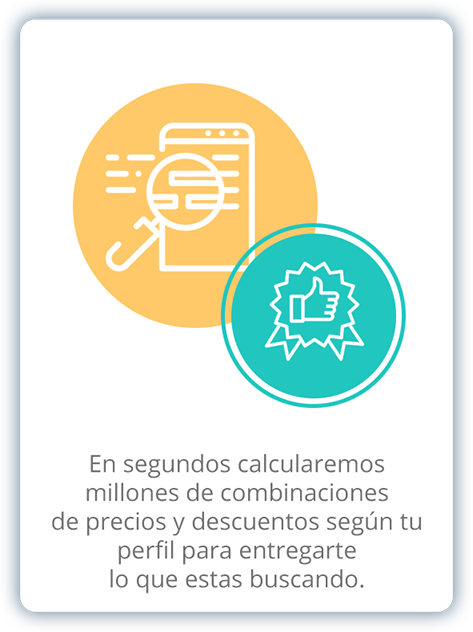 En segundos calcularemos
millones de combinaciones
de precios y descuentos según tu
perfil para entregarte
lo que estas buscando.